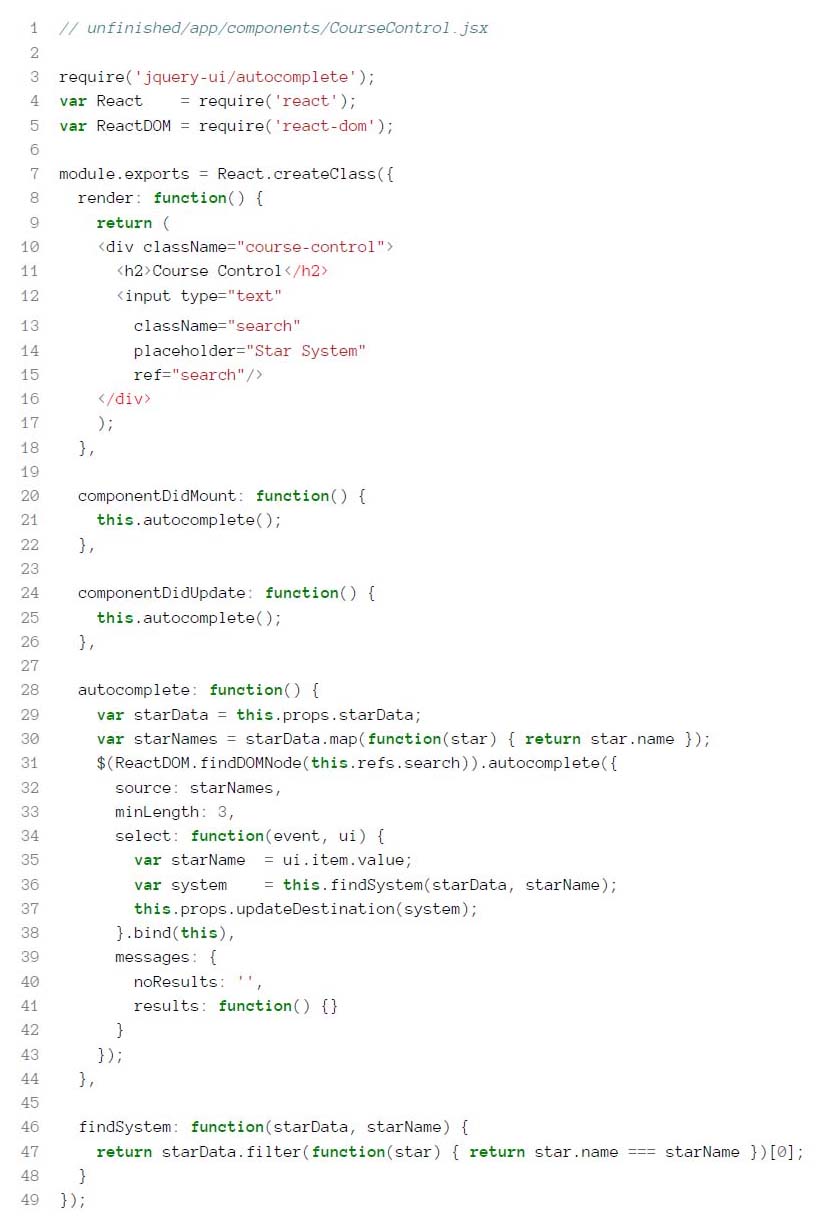 1 // unfinished/app/components/CourseControl.jsx
2
3 require('jquery-ui/autocomplete');
4 var React    = require('react');
5 var ReactDOM = require('react-dom');
6
7 module.exports = React.createClass({
8   render: function() {
9     return (
10     <div className="course-control">
11       <h2>Course Control</h2>
12       <input type="text"
13         className="search"
14         placeholder="Star System"
15         ref="search"/>
16     </div>
17     );
18   },
19
20   componentDidMount: function() {
21     this.autocomplete();
22   },
23
24   componentDidUpdate: function() {
25     this.autocomplete();
26   },
27
28   autocomplete: function() {
29     var starData = this.props.starData;
30     var starNames = starData.map(function(star) { return star.name });
31     $(ReactDOM.findDOMNode(this.refs.search)).autocomplete({
32       source: starNames,
33       minLength: 3,
34       select: function(event, ui) {
35         var starName  = ui.item.value;
36         var system    = this.findSystem(starData, starName);
37         this.props.updateDestination(system);
38       }.bind(this),
39       messages: {
40         noResults: '',
41         results: function() {}
42       }
43     });
44   },
45
46   findSystem: function(starData, starName) {
47     return starData.filter(function(star) { return star.name === starName })[0];
48   }
49 });